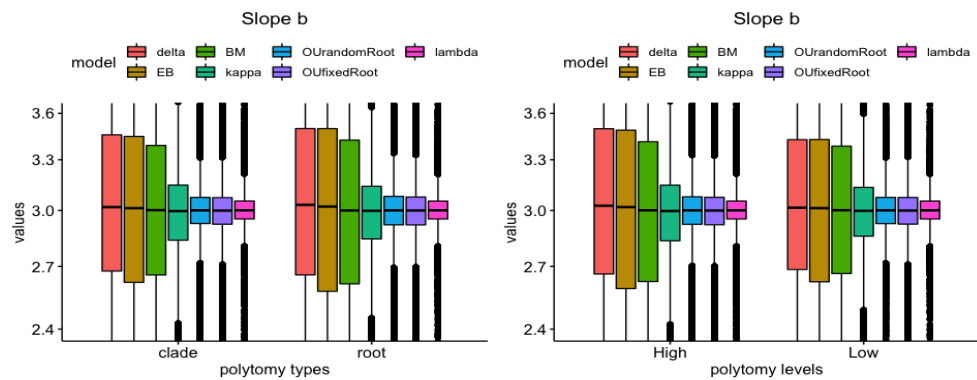 Slope b
model
delta
BM
OUrandomRoot
lambda
EB
kappa
OUfixedRoot
values
3.6
3.3
3.0
2.7
2.4
clade
root
polytomy types
Slope b
model
delta
BM
OUrandomRoot
lambda
EB
kappa
OUfixedRoot
values
3.6
3.3
3.0
2.7
2.4
High
Low
polytomy levels